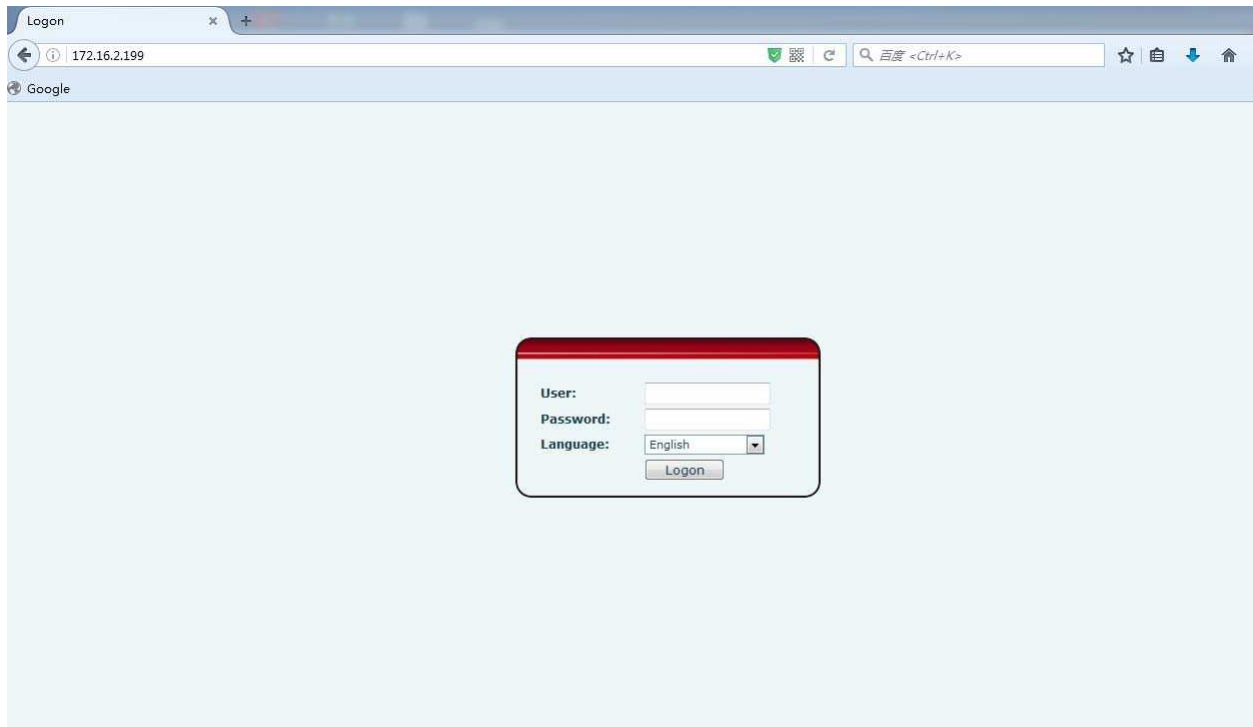 Logon
172.16.2.199
百度 <Ctrl+K>
Google
User:
Password:
Language: English
Logon